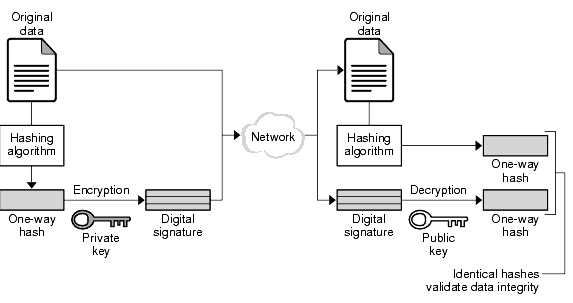 Original
data
Hashing
algorithm
One-way
hash
Encryption
Private
key
Digital
signature
Network
Original
data
Hashing
algorithm
One-way
hash
Digital
signature
Decryption
Public
key
One-way
hash
Identical hashes
validate data integrity